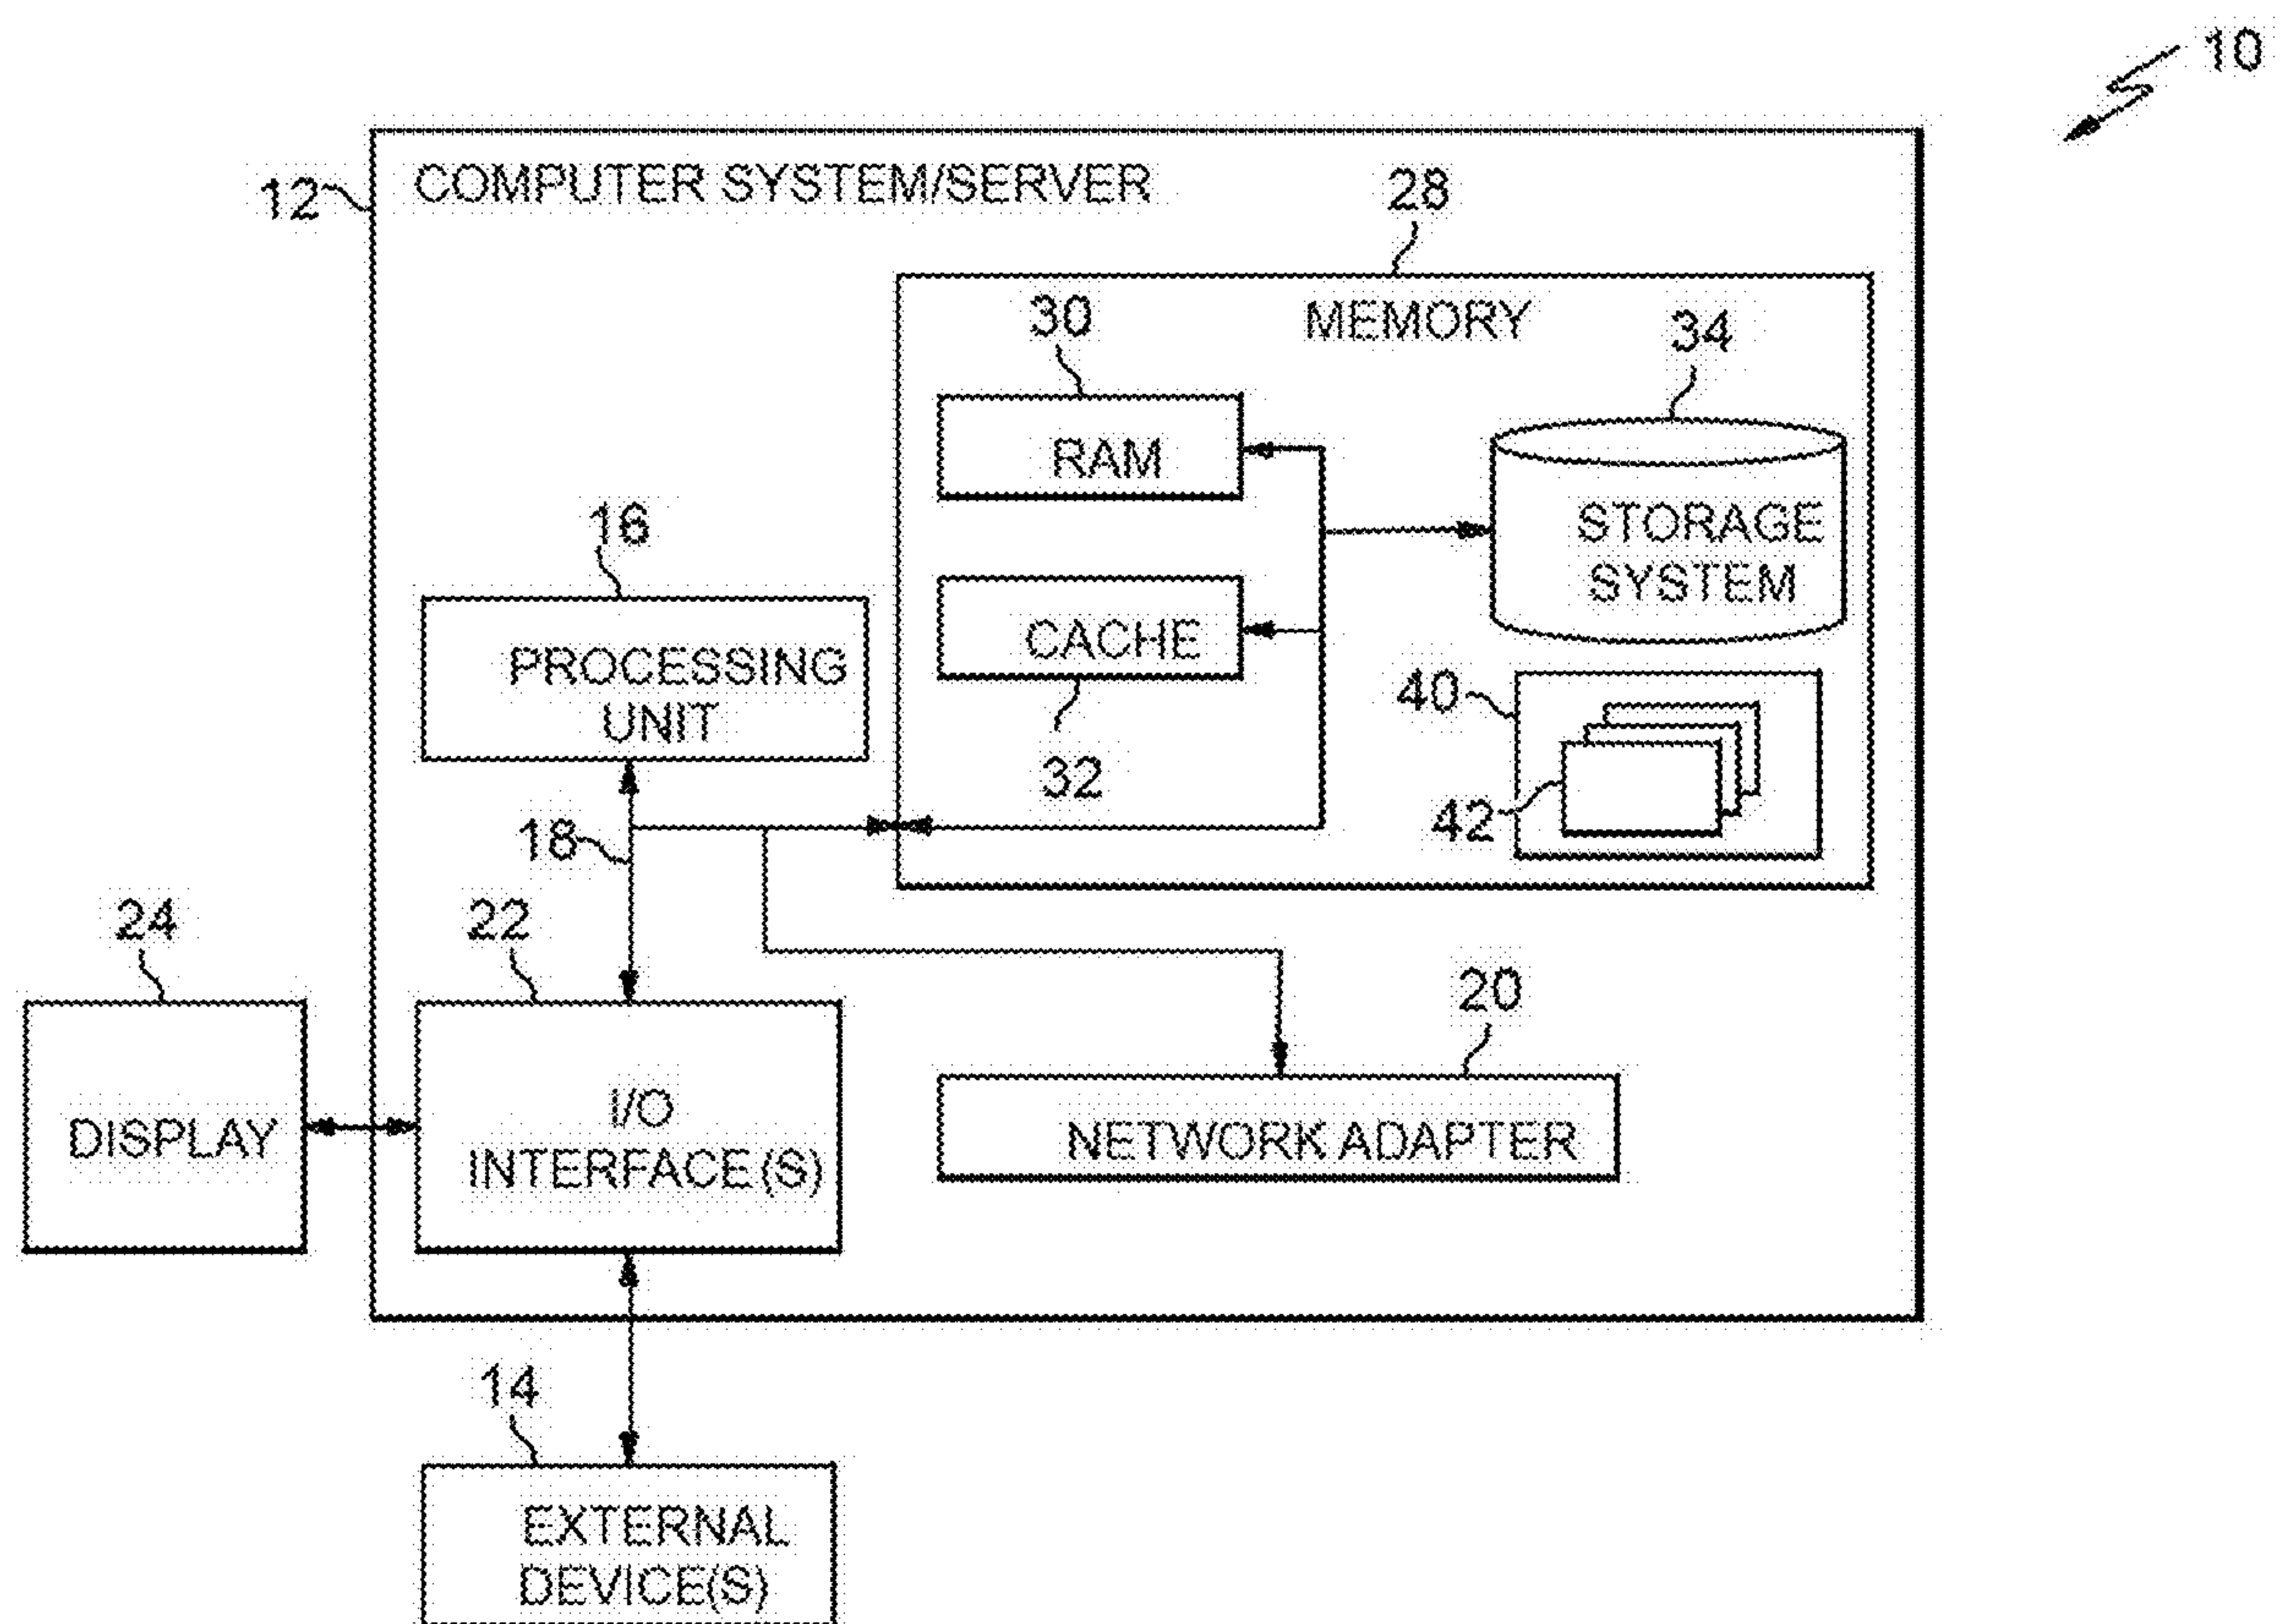 10
12
COMPUTER SYSTEM/SERVER
28
MEMORY
30
34
RAM
STORAGE
SYSTEM
16
CACHE
PROCESSING
UNIT
32
40
42
18
24
22
20
DISPLAY
I/O
INTERFACE(S)
NETWORK ADAPTER
14
EXTERNAL
DEVICE(S)